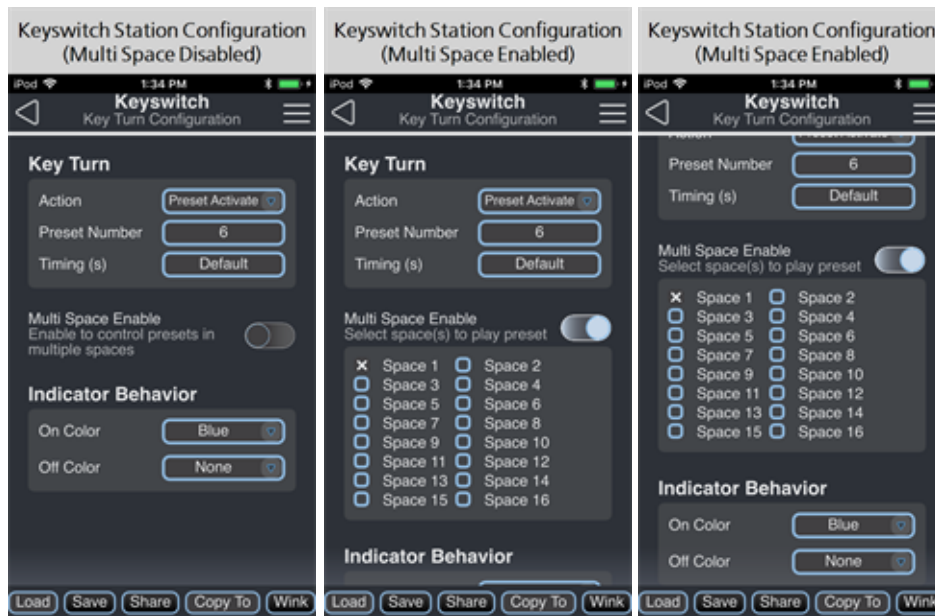 Keyswitch Station Configuration
(Multi Space Disabled)
iPod 1:34 PM
Keyswitch
Key Turn Configuration
Key Turn
Action Preset Activate
Preset Number 6
Timing (s) Default
Multi Space Enable
Enable to control presets in
multiple spaces
Indicator Behavior
On Color Blue
Off Color None
Load Save Share Copy To Wink
Keyswitch Station Configuration
(Multi Space Enabled)
iPod 1:34 PM
Keyswitch
Key Turn Configuration
Key Turn
Action Preset Activate
Preset Number 6
Timing (s) Default
Multi Space Enable
Select space(s) to play preset
Space 1 Space 2
Space 3 Space 4
Space 5 Space 6
Space 7 Space 8
Space 9 Space 10
Space 11 Space 12
Space 13 Space 14
Space 15 Space 16
Indicator Behavior
Load Save Share Copy To Wink
Keyswitch Station Configuration
(Multi Space Enabled)
iPod 1:34 PM
Keyswitch
Key Turn Configuration
Action Preset Activate
Preset Number 6
Timing (s) Default
Multi Space Enable
Select space(s) to play preset
Space 1 Space 2
Space 3 Space 4
Space 5 Space 6
Space 7 Space 8
Space 9 Space 10
Space 11 Space 12
Space 13 Space 14
Space 15 Space 16
Indicator Behavior
On Color Blue
Off Color None
Load Save Share Copy To Wink